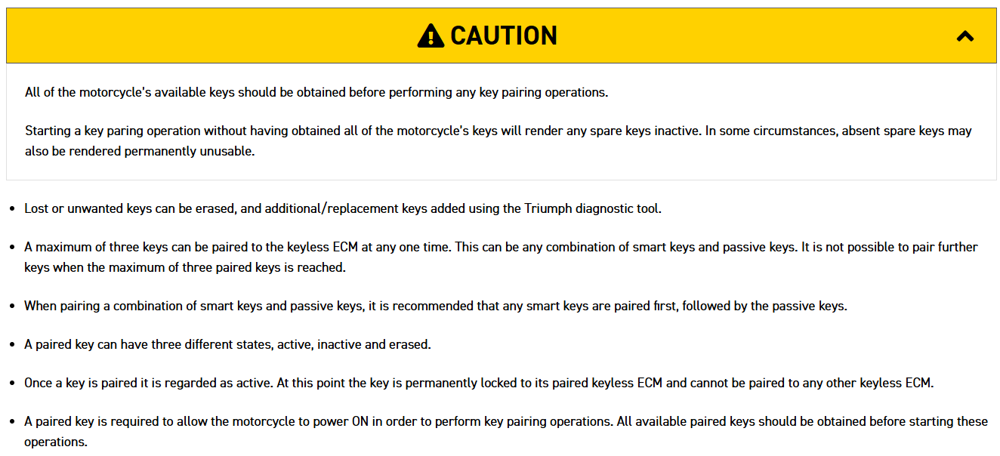 CAUTION
All of the motorcycle's available keys should be obtained before performing any key pairing operations.
Starting a key paring operation without having obtained all of the motorcycle's keys will render any spare keys inactive. In some circumstances, absent spare keys may
also be rendered permanently unusable.
• Lost or unwanted keys can be erased, and additional/replacement keys added using the Triumph diagnostic tool.
• A maximum of three keys can be paired to the keyless ECM at any one time. This can be any combination of smart keys and passive keys. It is not possible to pair further
keys when the maximum of three paired keys is reached.
• When pairing a combination of smart keys and passive keys, it is recommended that any smart keys are paired first, followed by the passive keys.
• A paired key can have three different states, active, inactive and erased.
• Once a key is paired it is regarded as active. At this point the key is permanently locked to its paired keyless ECM and cannot be paired to any other keyless ECM.
• A paired key is required to allow the motorcycle to power ON in order to perform key pairing operations. All available paired keys should be obtained before starting these
operations.